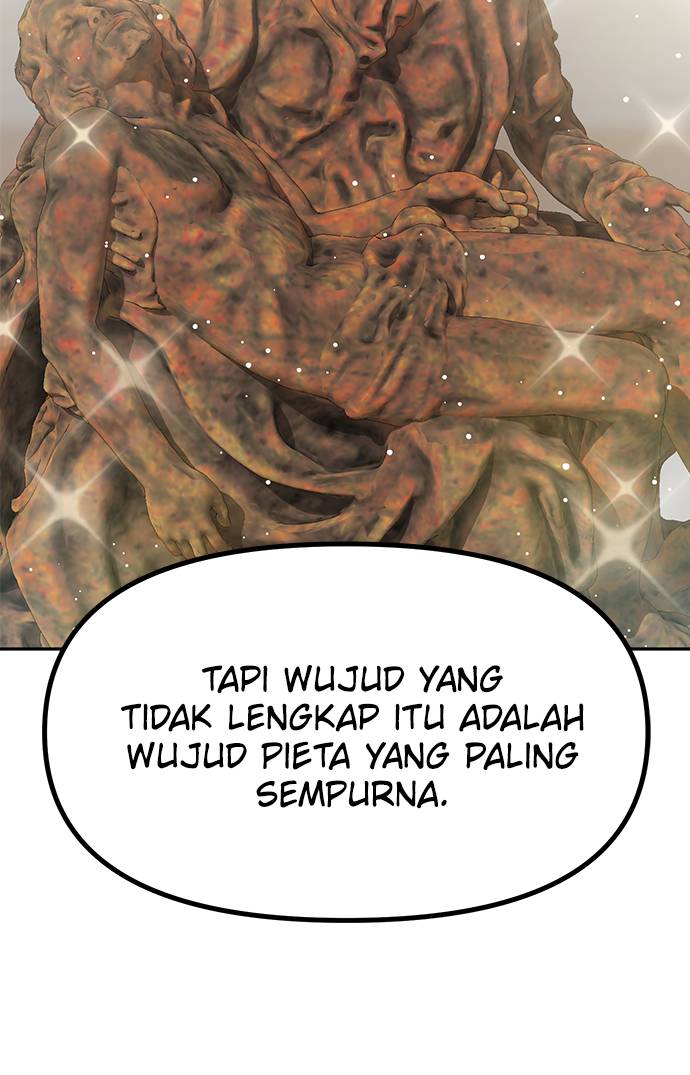 TAPI WUJUD YANG
TIDAK LENGKAP ITU ADALAH
WUJUD PIETA YANG PALING
SEMPURNA.